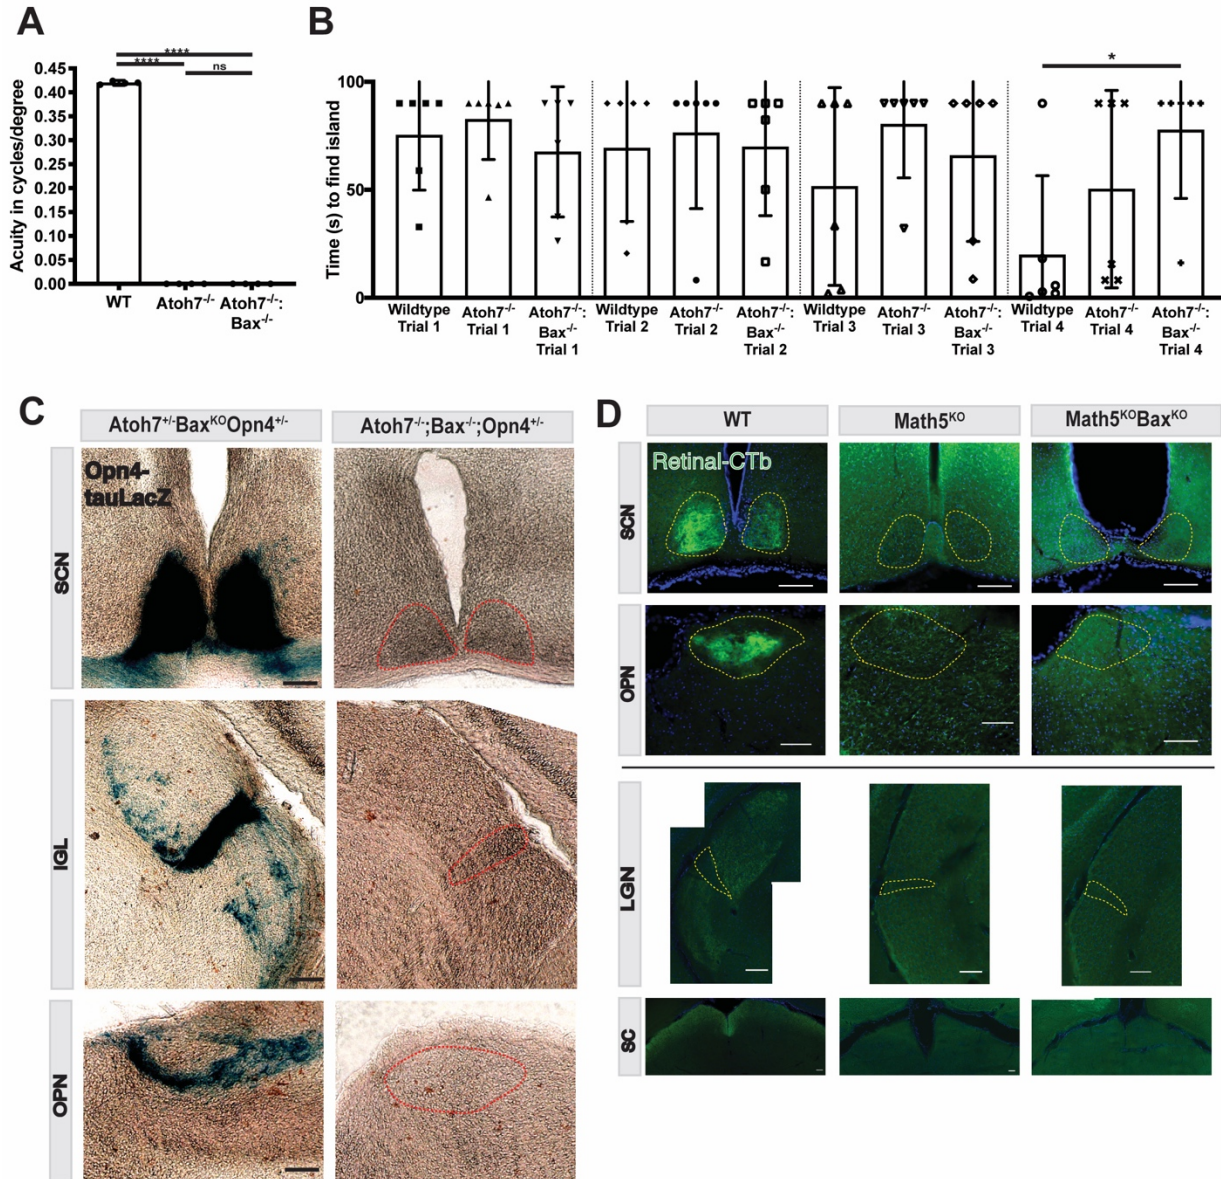 A
****
****
ns
Acuity in cycles/degree
0.45
0.40
0.35
0.30
0.25
0.20
0.15
0.10
0.05
0.00
WT
Atoh7-/-
Atoh7-/-:
Bax-/-
B
*
Time (s) to find island
100
50
0
Wildtype
Trial 1
Atoh7-/-
Trial 1
Atoh7-/-:
Bax-/-
Trial 1
Wildtype
Trial 2
Atoh7-/-
Trial 2
Atoh7-/-:
Bax-/-
Trial 2
Wildtype
Trial 3
Atoh7-/-
Trial 3
Atoh7-/-:
Bax-/-
Trial 3
Wildtype
Trial 4
Atoh7-/-
Trial 4
Atoh7-/-:
Bax-/-
Trial 4
C
Atoh7+/-BaxKOOpn4+/-
Atoh7-/-;Bax-/-;Opn4+/-
Opn4-
tauLacZ
SCN
IGL
OPN
D
WT
Math5KO
Math5KOBaxKO
Retinal-CTb
SCN
OPN
LGN
SC